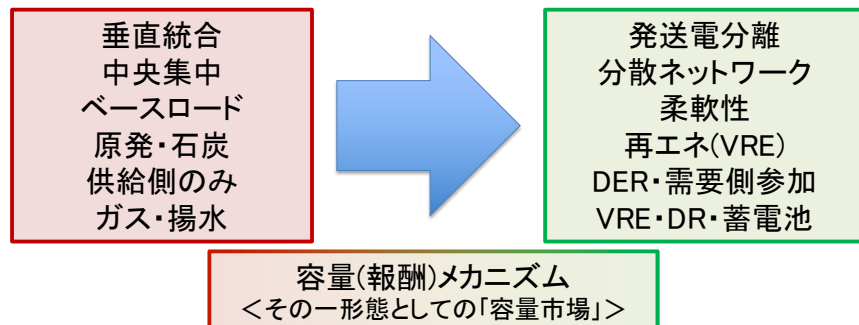 垂直統合
中央集中
ベースロード
原発・石炭
供給側のみ
ガス・揚水
発送電分離
分散ネットワーク
柔軟性
再エネ(VRE)
DER・需要側参加
VRE・DR・蓄電池
容量(報酬)メカニズム
＜その一形態としての「容量市場」＞